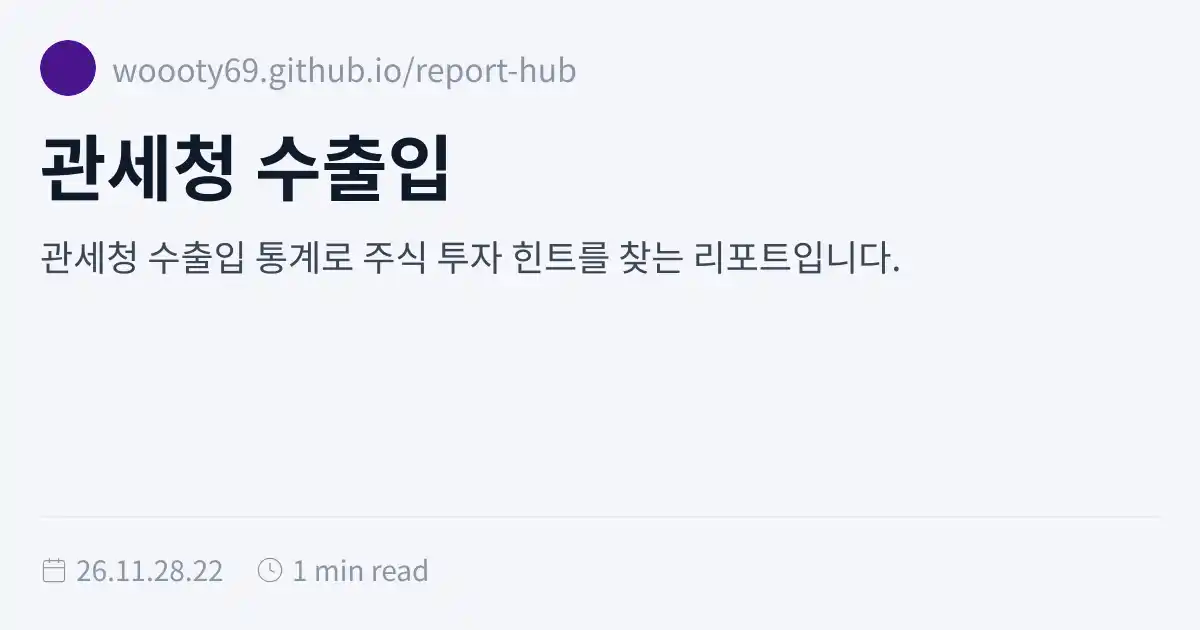 woooty69.github.io/report-hub
관세청 수출입
관세청 수출입 통계로 주식 투자 힌트를 찾는 리포트입니다.
26.11.28.22 1 min read